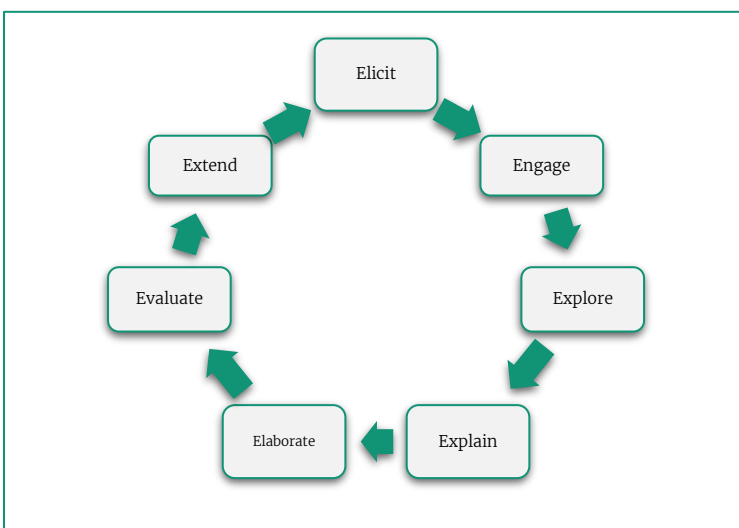 Elicit
Engage
Explore
Explain
Elaborate
Evaluate
Extend